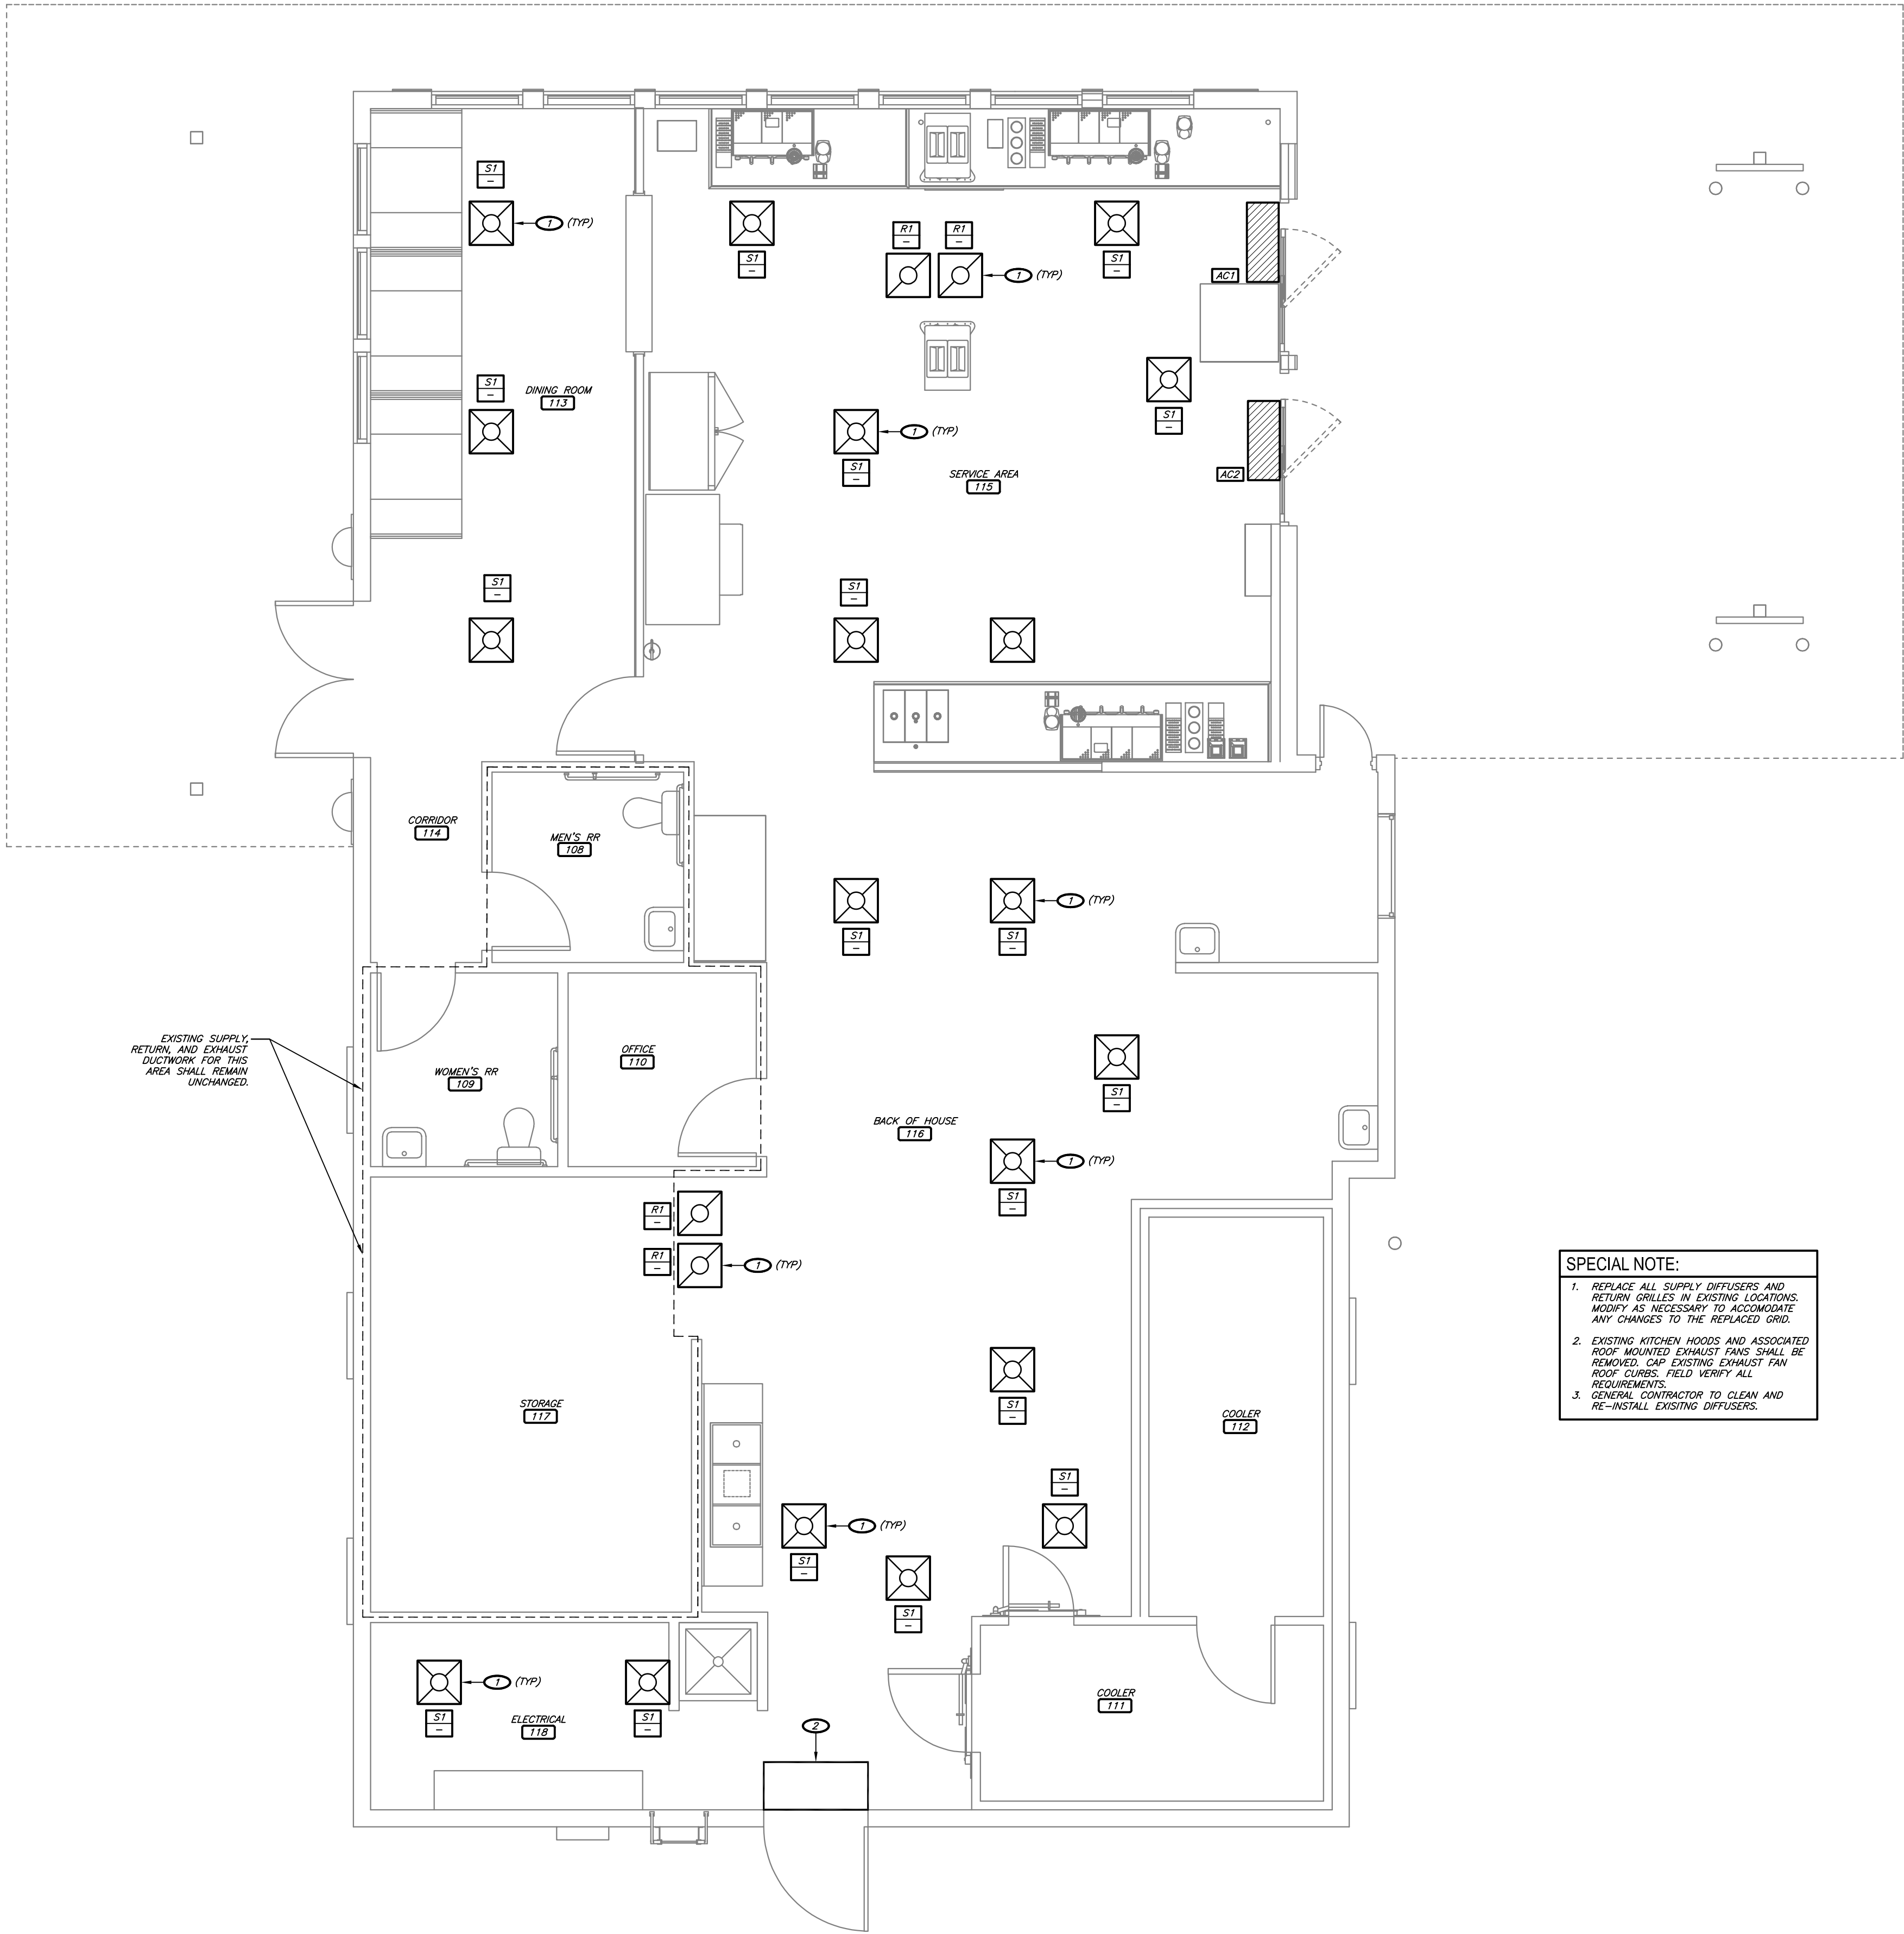 S1
–
1 (TYP)
S1
–
R1
–
R1
–
1 (TYP)
S1
–
AC1
S1
–
DINING ROOM
113
S1
–
1 (TYP)
S1
–
SERVICE AREA
115
AC2
S1
–
S1
–
CORRIDOR
114
MEN'S RR
108
S1
–
1 (TYP)
S1
–
EXISTING SUPPLY,
RETURN, AND EXHAUST
DUCTWORK FOR THIS
AREA SHALL REMAIN
UNCHANGED.
WOMEN'S RR
109
OFFICE
110
S1
–
BACK OF HOUSE
116
1 (TYP)
S1
–
R1
–
R1
–
1 (TYP)
SPECIAL NOTE:
1. REPLACE ALL SUPPLY DIFFUSERS AND
RETURN GRILLES IN EXISTING LOCATIONS.
MODIFY AS NECESSARY TO ACCOMODATE
ANY CHANGES TO THE REPLACED GRID.
2. EXISTING KITCHEN HOODS AND ASSOCIATED
ROOF MOUNTED EXHAUST FANS SHALL BE
REMOVED. CAP EXISTING EXHAUST FAN
ROOF CURBS. FIELD VERIFY ALL
REQUIREMENTS.
3. GENERAL CONTRACTOR TO CLEAN AND
RE-INSTALL EXISITNG DIFFUSERS.
STORAGE
117
S1
–
COOLER
112
S1
–
1 (TYP)
S1
–
S1
–
1 (TYP)
S1
–
S1
–
ELECTRICAL
118
COOLER
111
2